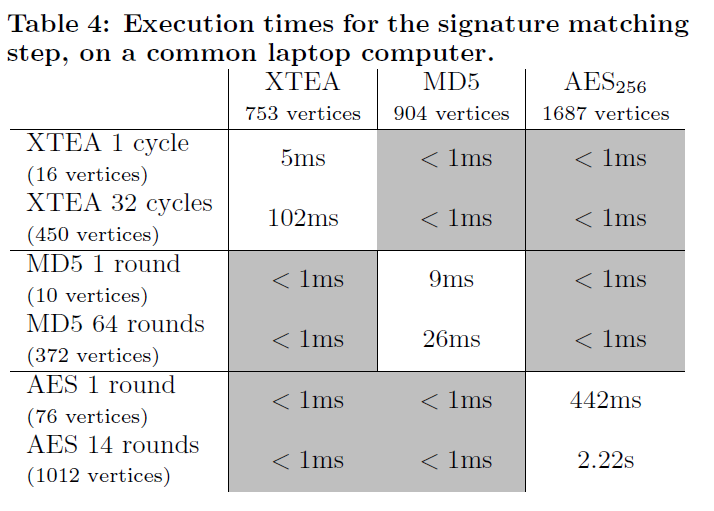 Table 4: Execution times for the signature matching
step, on a common laptop computer.
XTEA MD5 AES256
753 vertices 904 vertices 1687 vertices
XTEA 1 cycle
(16 vertices)
5ms < 1ms < 1ms
XTEA 32 cycles
(450 vertices)
102ms < 1ms < 1ms
MD5 1 round
(10 vertices)
< 1ms 9ms < 1ms
MD5 64 rounds
(372 vertices)
< 1ms 26ms < 1ms
AES 1 round
(76 vertices)
< 1ms < 1ms 442ms
AES 14 rounds
(1012 vertices)
< 1ms < 1ms 2.22s